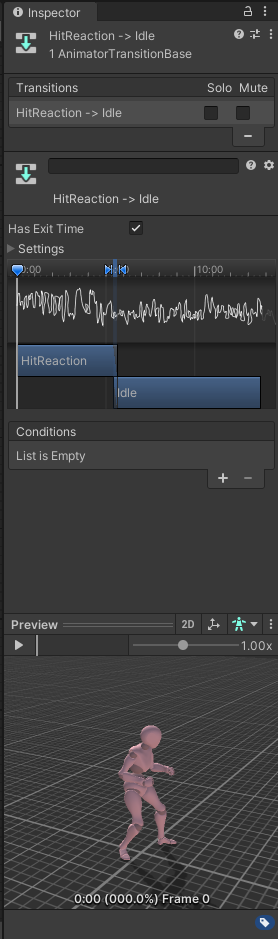 Inspector
HitReaction -> Idle
1 AnimatorTransitionBase
Transitions Solo Mute
HitReaction -> Idle
HitReaction -> Idle
Has Exit Time
Settings
10:00
HitReaction
Idle
Conditions
List is Empty
Preview 2D
1.00x
0:00 (000.0%) Frame 0